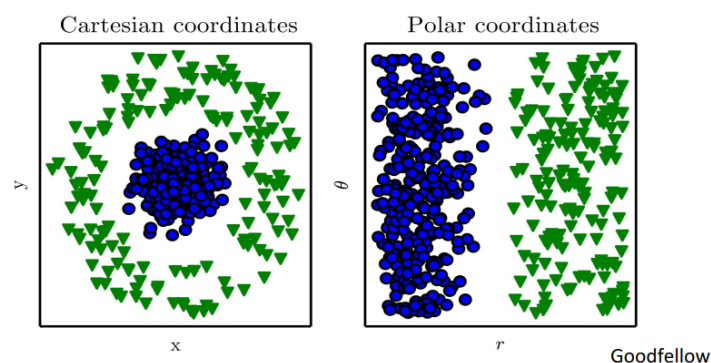 Cartesian coordinates
Polar coordinates
y
x
θ
r
Goodfellow